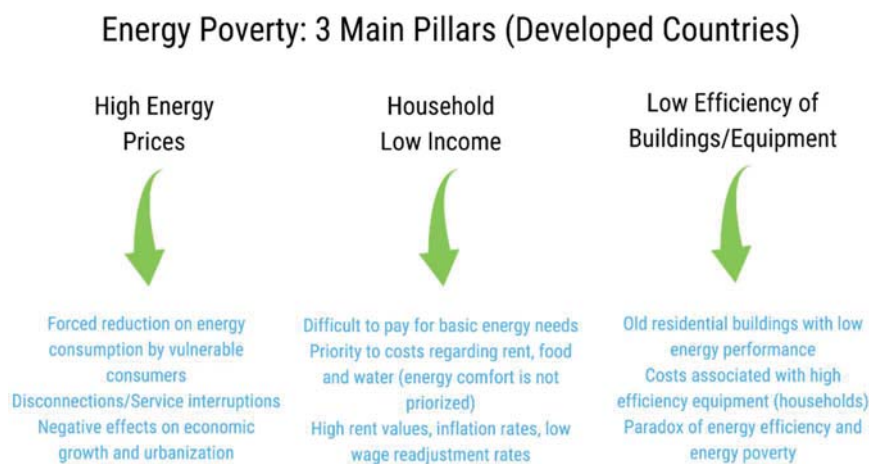 Energy Poverty: 3 Main Pillars (Developed Countries)
High Energy
Prices
Forced reduction on energy
consumption by vulnerable
consumers
Disconnections/Service interruptions
Negative effects on economic
growth and urbanization
Household
Low Income
Difficult to pay for basic energy needs
Priority to costs regarding rent, food
and water (energy comfort is not
priorized)
High rent values, inflation rates, low
wage readjustment rates
Low Efficiency of
Buildings/Equipment
Old residential buildings with low
energy performance
Costs associated with high
efficiency equipment (households)
Paradox of energy efficiency and
energy poverty